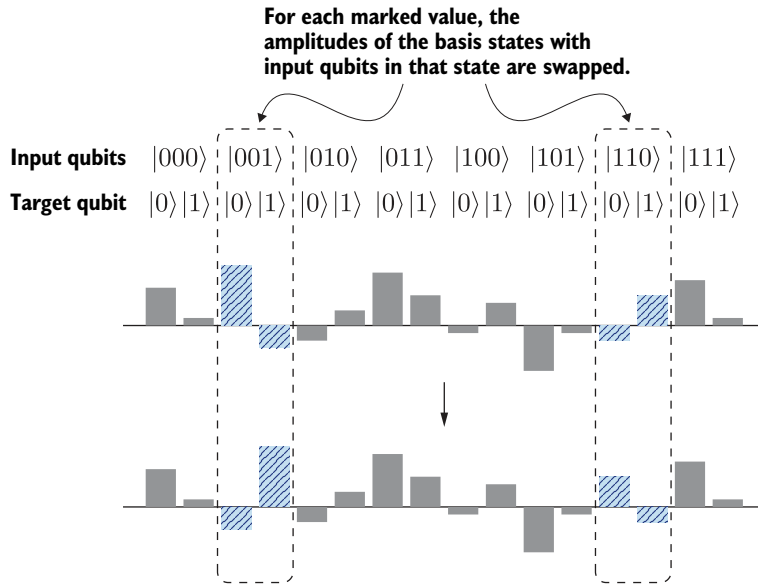 For each marked value, the
amplitudes of the basis states with
input qubits in that state are swapped.
Input qubits |000⟩ |001⟩ |010⟩ |011⟩ |100⟩ |101⟩ |110⟩ |111⟩
Target qubit |0⟩|1⟩ |0⟩|1⟩ |0⟩|1⟩ |0⟩|1⟩ |0⟩|1⟩ |0⟩|1⟩ |0⟩|1⟩ |0⟩|1⟩